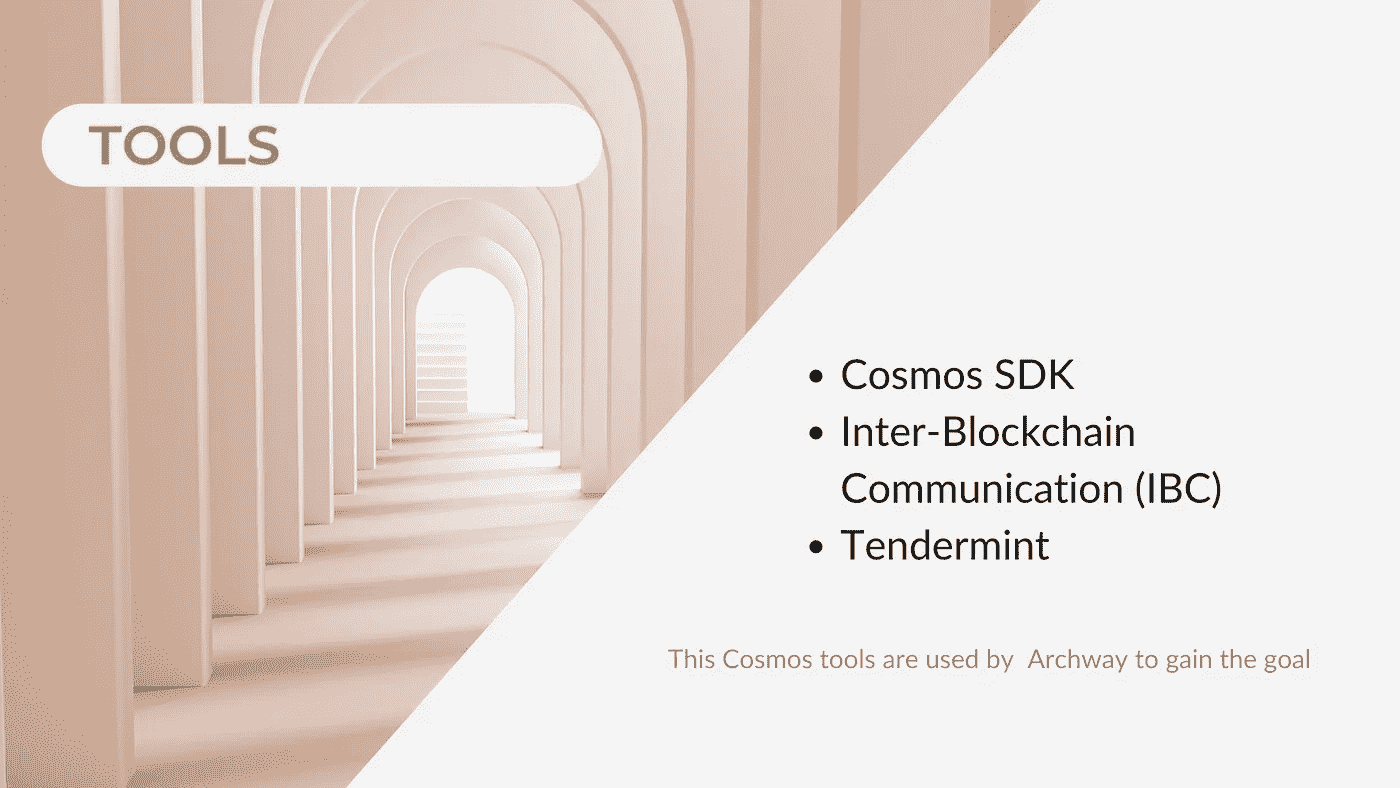 TOOLS
• Cosmos SDK
• Inter-Blockchain
Communication (IBC)
• Tendermint
This Cosmos tools are used by  Archway to gain the goal